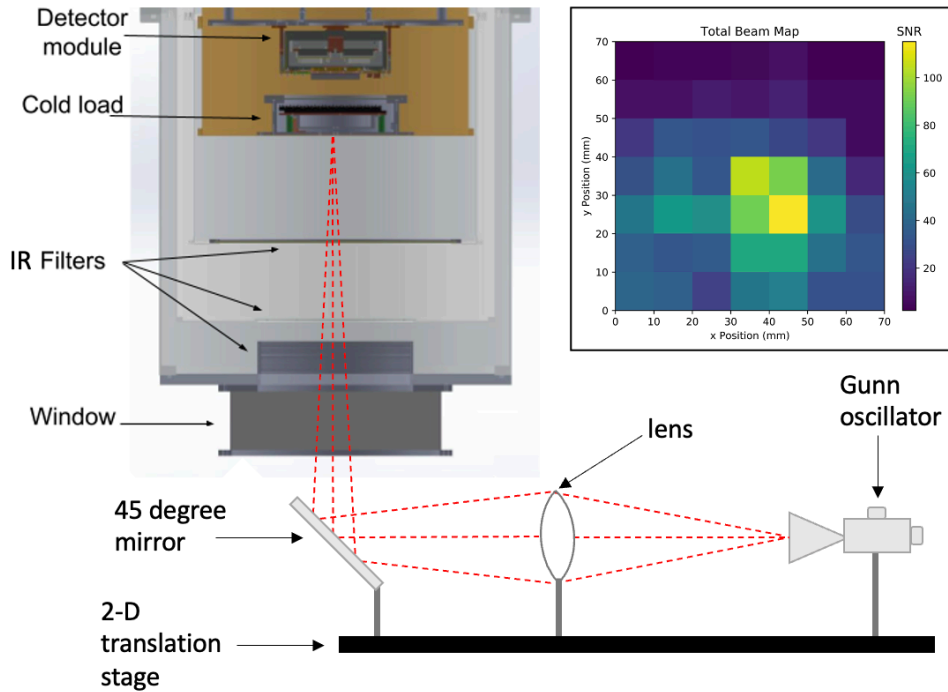 Detector
module
Cold load
IR Filters
Window
45 degree
mirror
2-D
translation
stage
lens
Gunn
oscillator
Total Beam Map
SNR
70
60
50
40
30
20
10
0
y Position (mm)
0 10 20 30 40 50 60 70
x Position (mm)
100
80
60
40
20